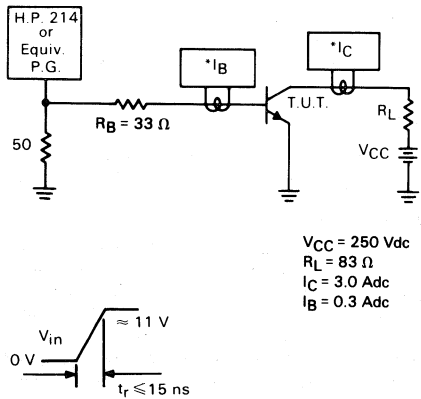 H.P. 214
or
Equiv.
P.G.
*IB
*IC
T.U.T.
RB = 33 Ω
RL
50
VCC
VCC = 250 Vdc
RL = 83 Ω
IC = 3.0 Adc
IB = 0.3 Adc
Vin
≈ 11 V
0 V
tr ⩽ 15 ns